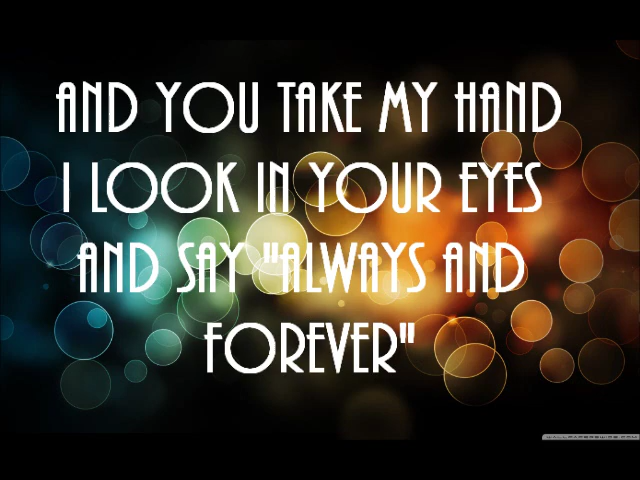 AND YOU TAKE MY HAND
I LOOK IN YOUR EYES
AND SAY "ALWAYS AND
FOREVER"